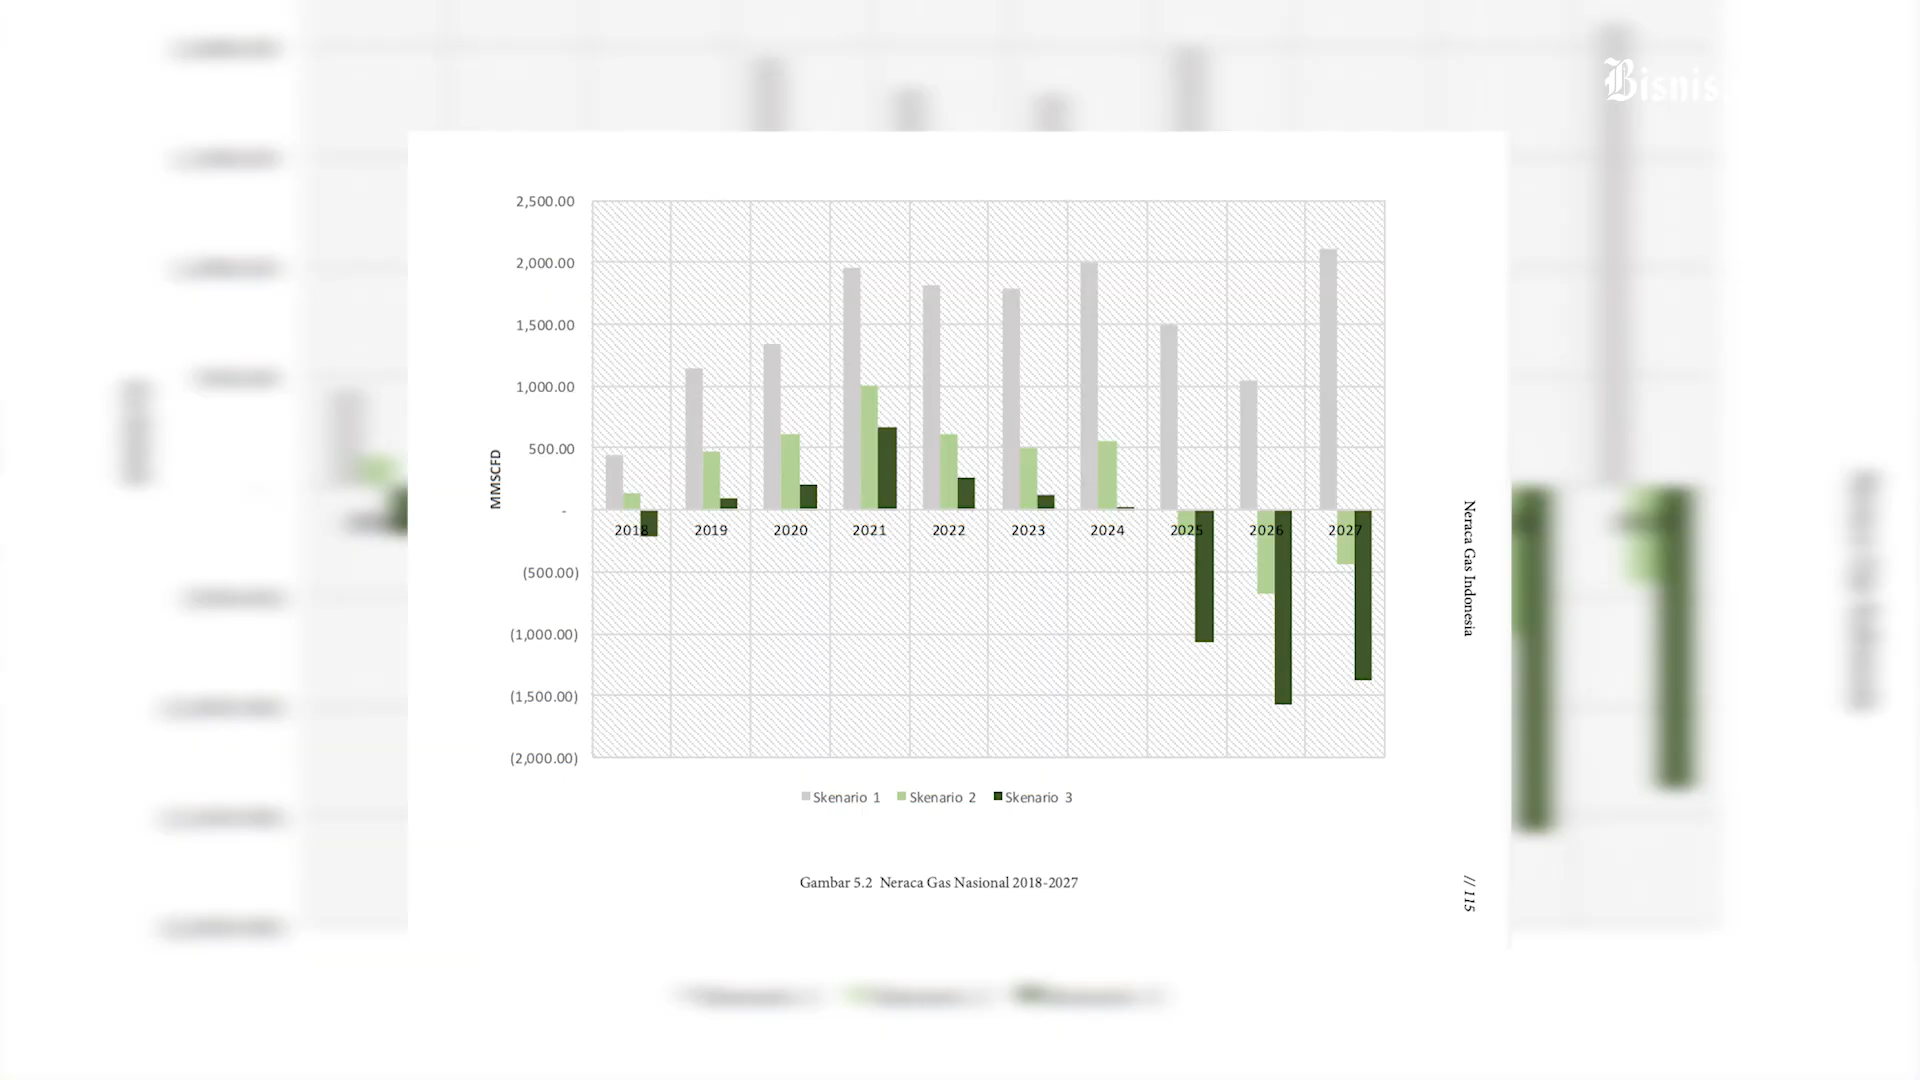 Bisnis.
2,500.00
2,000.00
1,500.00
1,000.00
500.00
-
(500.00)
(1,000.00)
(1,500.00)
(2,000.00)
MMSCFD
2018 2019 2020 2021 2022 2023 2024 2025 2026 2027
Skenario 1 Skenario 2 Skenario 3
Gambar 5.2 Neraca Gas Nasional 2018-2027
Neraca Gas Indonesia
// 115